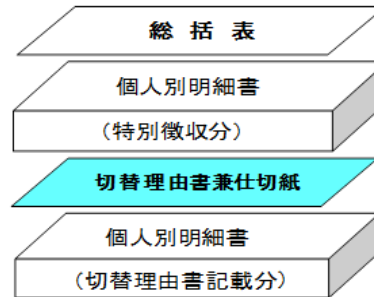 総括表
個人別明細書
（特別徴収分）
切替理由書兼仕切紙
個人別明細書
（切替理由書記載分）